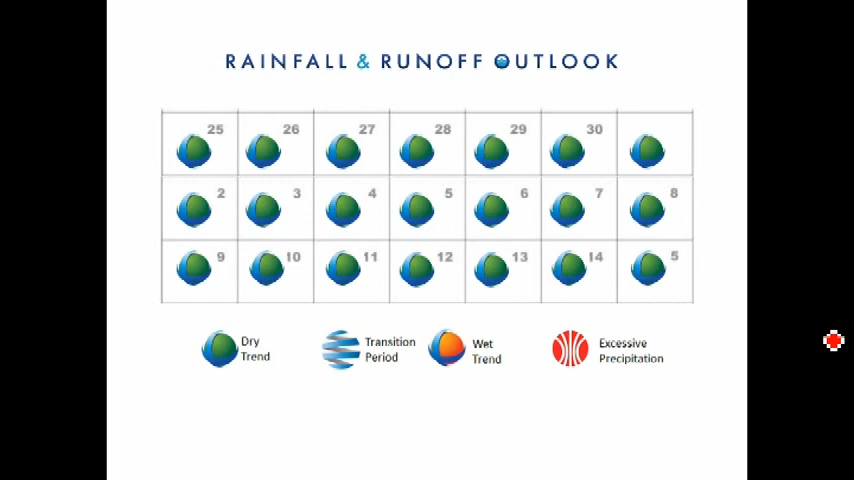 RAINFALL & RUNOFF OUTLOOK
25 26 27 28 29 30
2 3 4 5 6 7 8
9 10 11 12 13 14 5
Dry Trend
Transition Period
Wet Trend
Excessive Precipitation